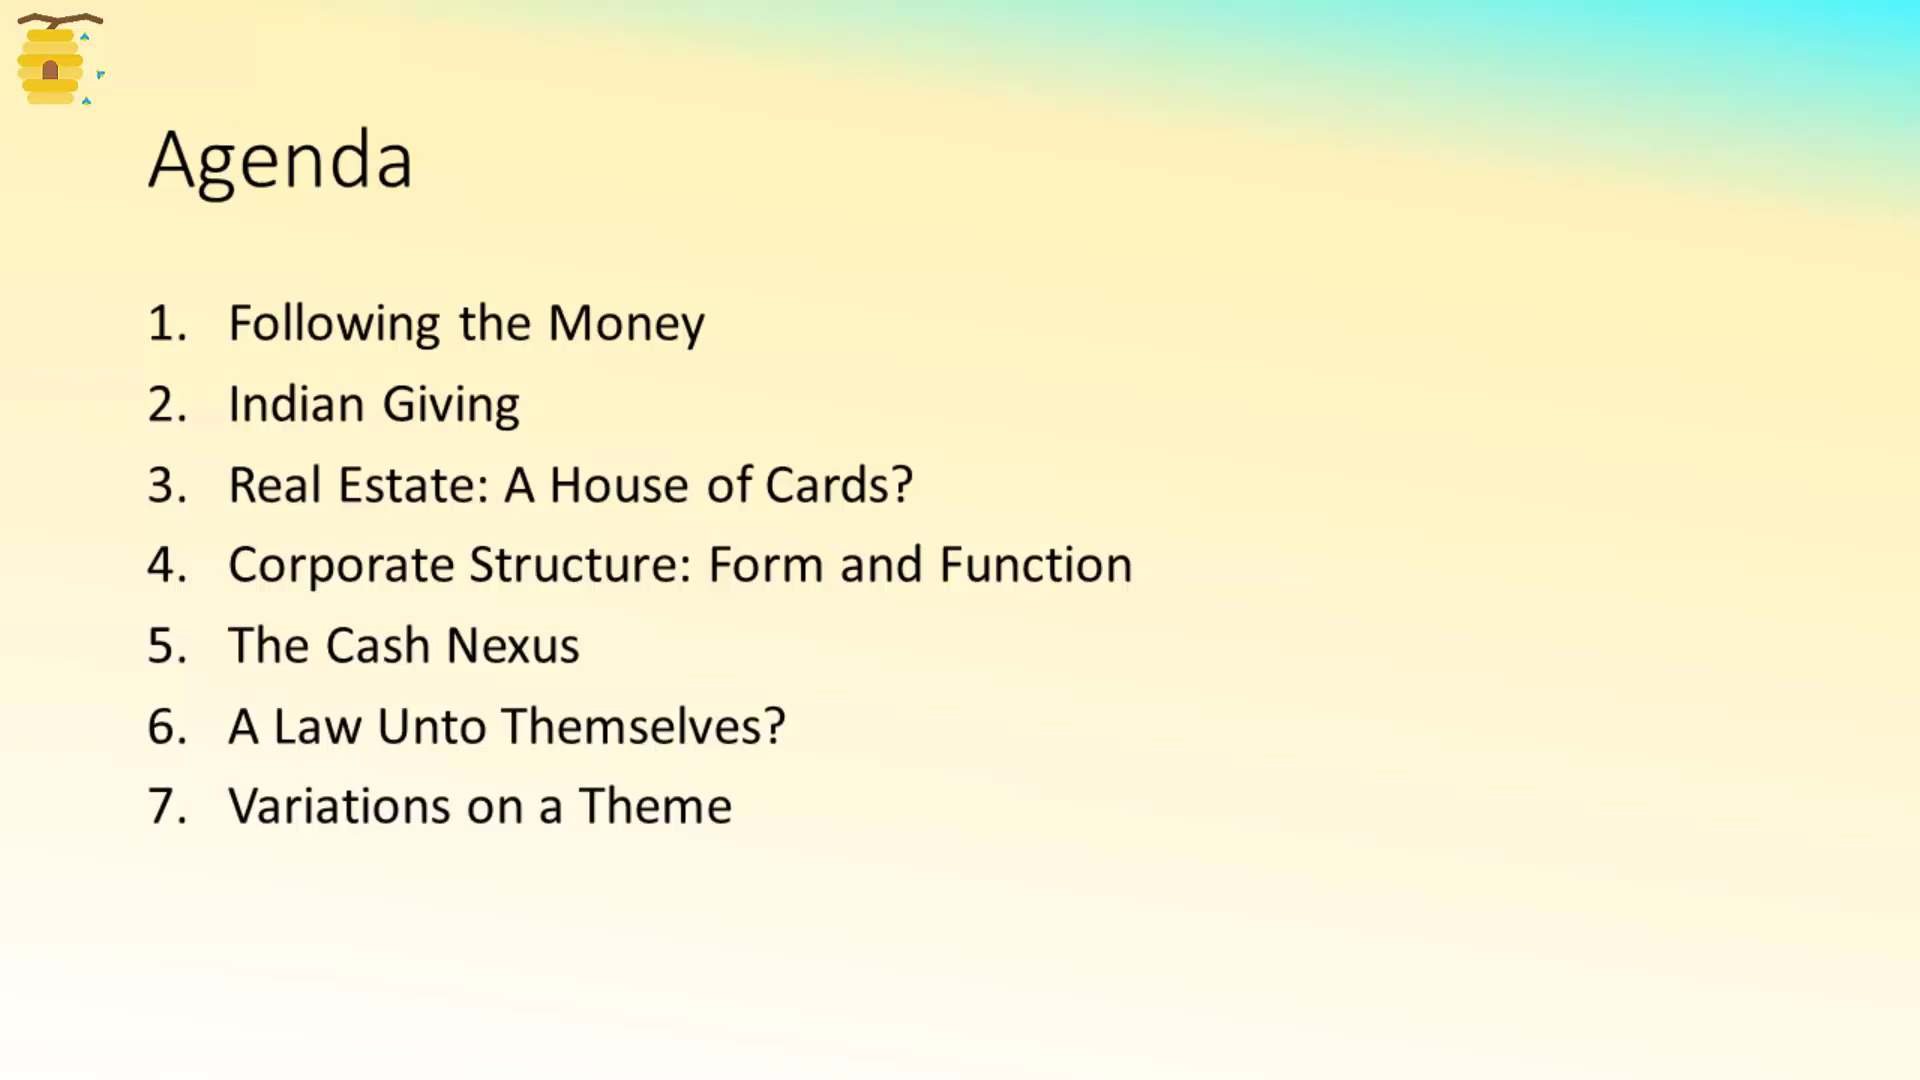 Agenda
1. Following the Money
2. Indian Giving
3. Real Estate: A House of Cards?
4. Corporate Structure: Form and Function
5. The Cash Nexus
6. A Law Unto Themselves?
7. Variations on a Theme